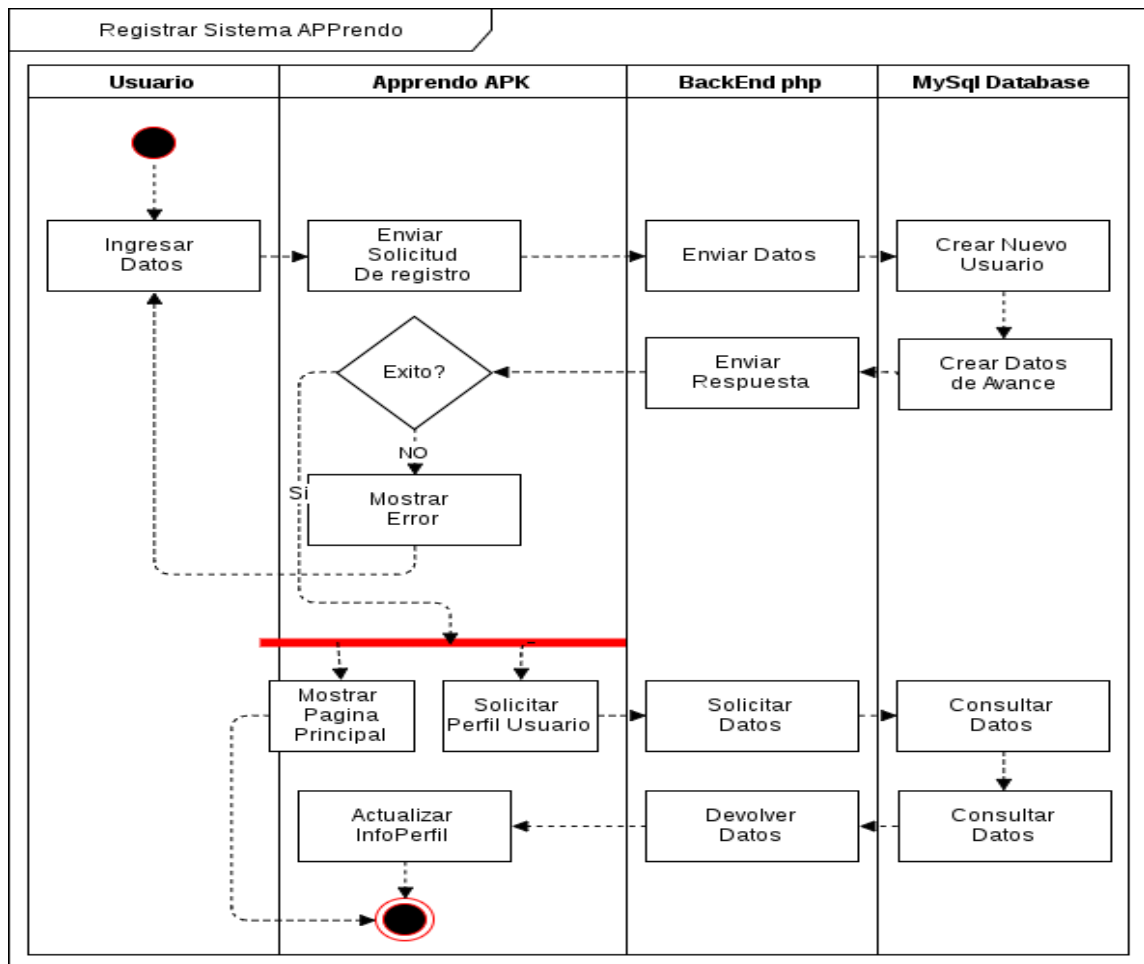 Registrar Sistema APPrendo
Usuario
Apprendo APK
BackEnd php
MySql Database
Ingresar
Datos
Enviar
Solicitud
De registro
Enviar Datos
Crear Nuevo
Usuario
Exito?
Enviar
Respuesta
Crear Datos
de Avance
NO
Si
Mostrar
Error
Mostrar
Pagina
Principal
Solicitar
Perfil Usuario
Solicitar
Datos
Consultar
Datos
Actualizar
InfoPerfil
Devolver
Datos
Consultar
Datos